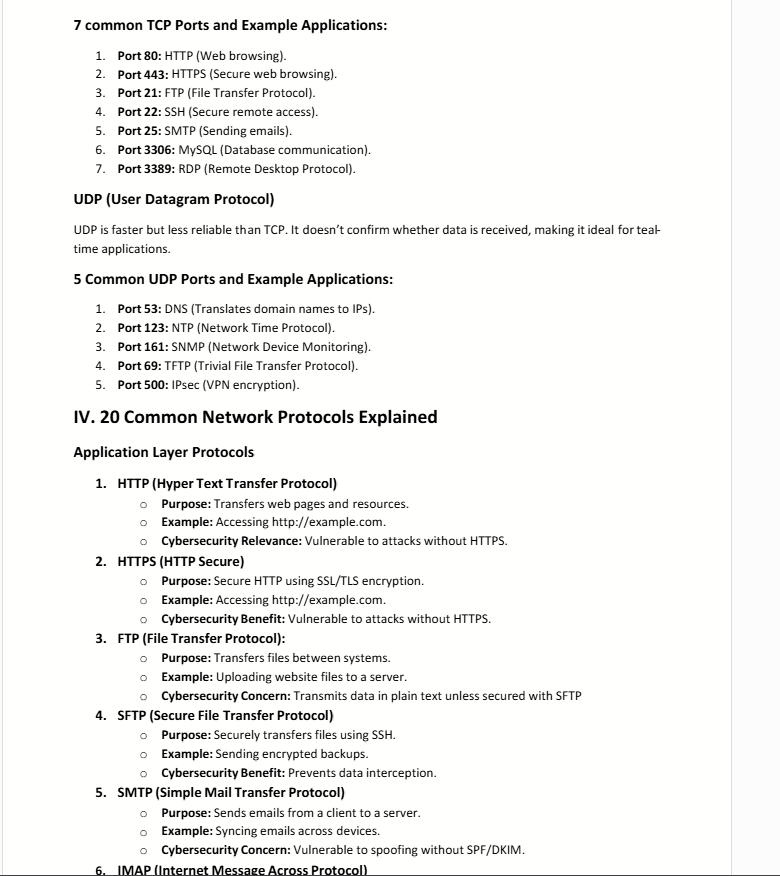 7 common TCP Ports and Example Applications:
1. Port 80: HTTP (Web browsing).
2. Port 443: HTTPS (Secure web browsing).
3. Port 21: FTP (File Transfer Protocol).
4. Port 22: SSH (Secure remote access).
5. Port 25: SMTP (Sending emails).
6. Port 3306: MySQL (Database communication).
7. Port 3389: RDP (Remote Desktop Protocol).
UDP (User Datagram Protocol)
UDP is faster but less reliable than TCP. It doesn’t confirm whether data is received, making it ideal for teal-
time applications.
5 Common UDP Ports and Example Applications:
1. Port 53: DNS (Translates domain names to IPs).
2. Port 123: NTP (Network Time Protocol).
3. Port 161: SNMP (Network Device Monitoring).
4. Port 69: TFTP (Trivial File Transfer Protocol).
5. Port 500: IPsec (VPN encryption).
IV. 20 Common Network Protocols Explained
Application Layer Protocols
1. HTTP (Hyper Text Transfer Protocol)
o Purpose: Transfers web pages and resources.
o Example: Accessing http://example.com.
o Cybersecurity Relevance: Vulnerable to attacks without HTTPS.
2. HTTPS (HTTP Secure)
o Purpose: Secure HTTP using SSL/TLS encryption.
o Example: Accessing http://example.com.
o Cybersecurity Benefit: Vulnerable to attacks without HTTPS.
3. FTP (File Transfer Protocol):
o Purpose: Transfers files between systems.
o Example: Uploading website files to a server.
o Cybersecurity Concern: Transmits data in plain text unless secured with SFTP
4. SFTP (Secure File Transfer Protocol)
o Purpose: Securely transfers files using SSH.
o Example: Sending encrypted backups.
o Cybersecurity Benefit: Prevents data interception.
5. SMTP (Simple Mail Transfer Protocol)
o Purpose: Sends emails from a client to a server.
o Example: Syncing emails across devices.
o Cybersecurity Concern: Vulnerable to spoofing without SPF/DKIM.
6. IMAP (Internet Message Across Protocol)